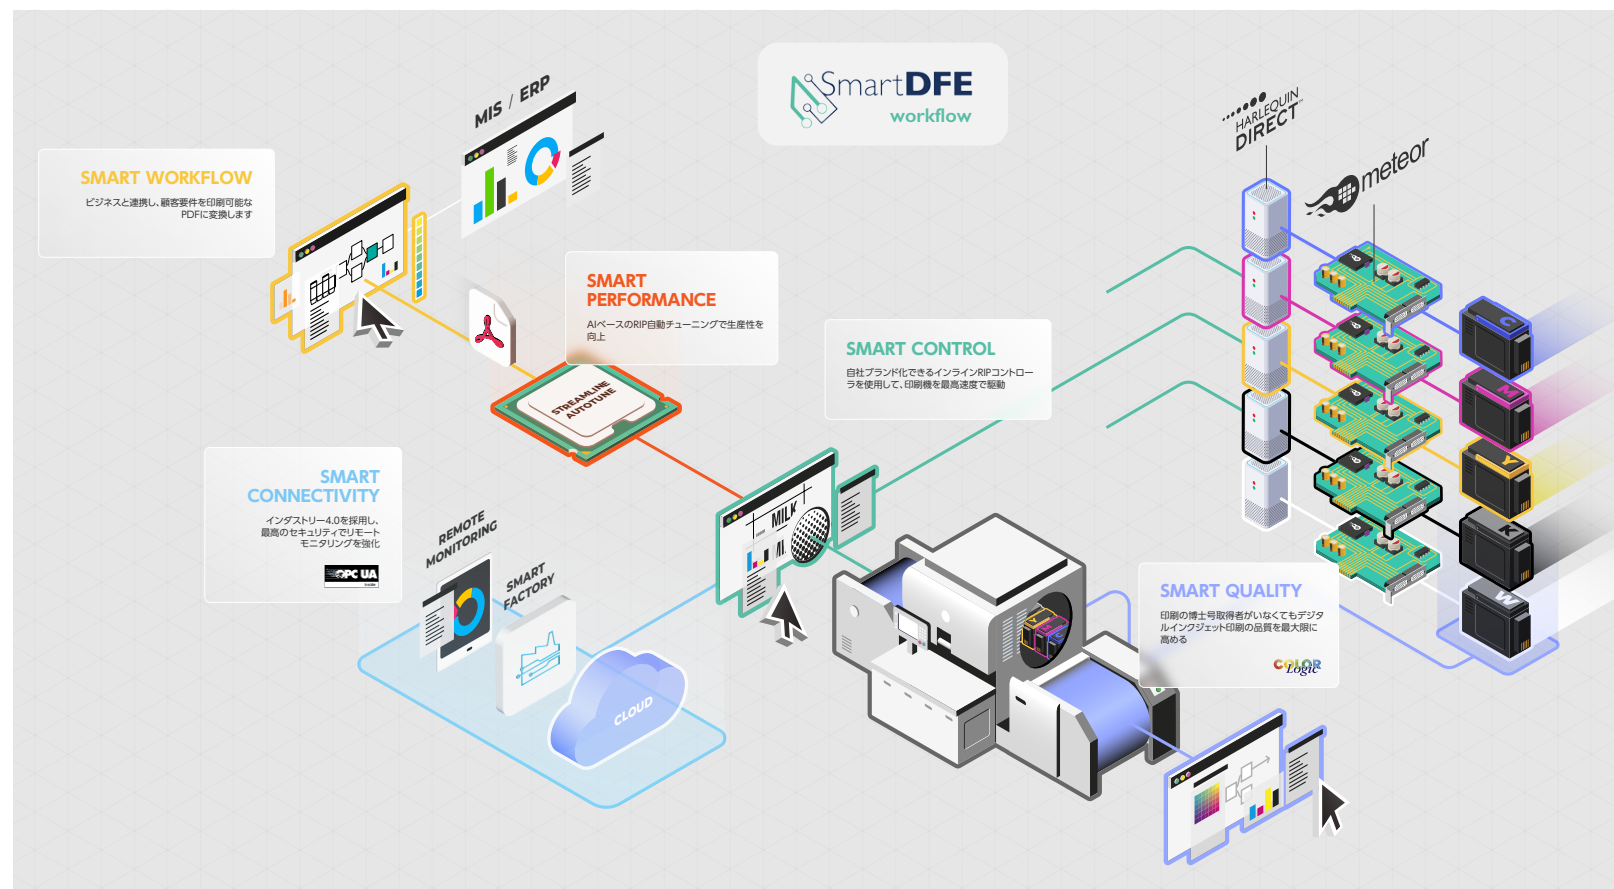 SmartDFE
workflow
MIS / ERP
HARLEQUIN
DIRECT
meteor
SMART WORKFLOW
ビジネスと連携し、顧客要件を印刷可能な
PDFに変換します
SMART
PERFORMANCE
AIベースのRIP自動チューニングで生産性を
向上
STREAMLINE
AUTOTUNE
SMART CONTROL
自社ブランド化できるインラインRIPコントロー
ラを使用して、印刷機を最高速度で駆動
C
M
Y
K
W
SMART
CONNECTIVITY
インダストリー4.0を採用し、
最高のセキュリティでリモート
モニタリングを強化
OPC UA
REMOTE
MONITORING
SMART
FACTORY
CLOUD
MILK
Y
M
C
SMART QUALITY
印刷の博士号取得者がいなくてもデジタ
ルインクジェット印刷の品質を最大限に
高める
COLOR
Logic